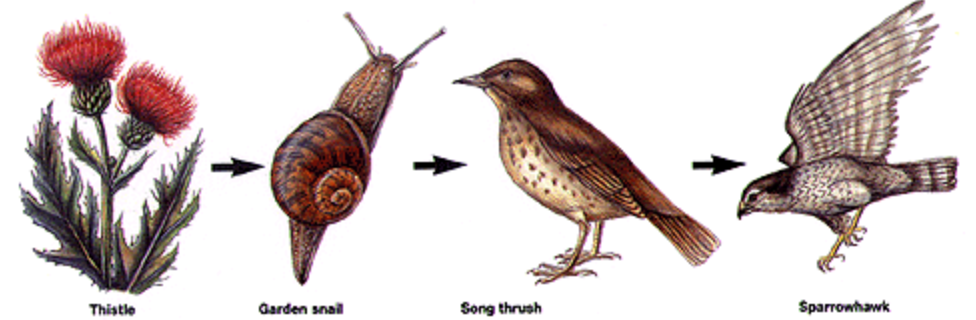 Thistle
Garden snail
Song thrush
Sparrowhawk